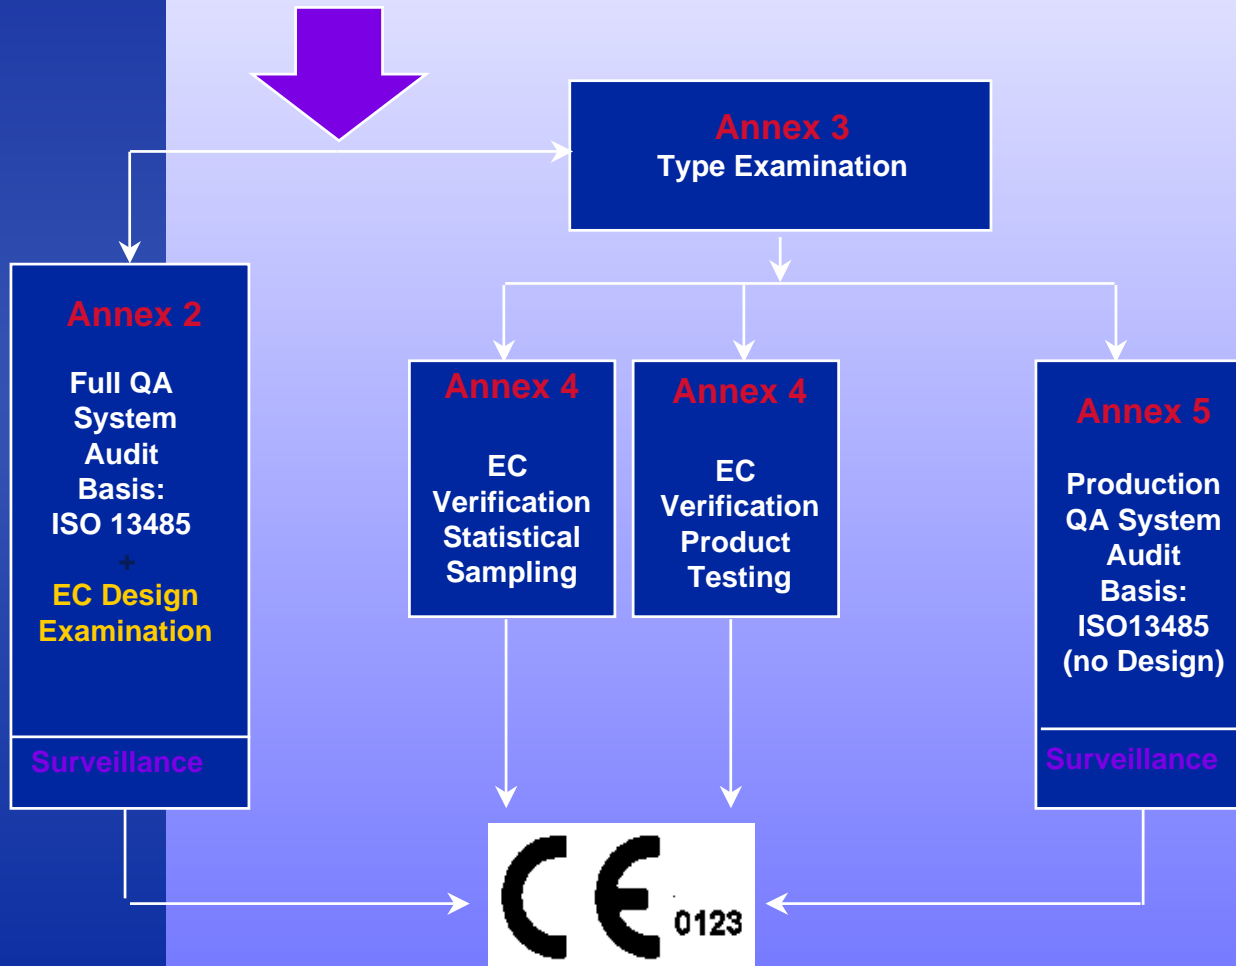 Annex 3
Type Examination
Annex 2
Full QA
System
Audit
Basis:
ISO 13485
+
EC Design
Examination
Surveillance
Annex 4
EC
Verification
Statistical
Sampling
Annex 4
EC
Verification
Product
Testing
Annex 5
Production
QA System
Audit
Basis:
ISO13485
(no Design)
Surveillance
CE 0123